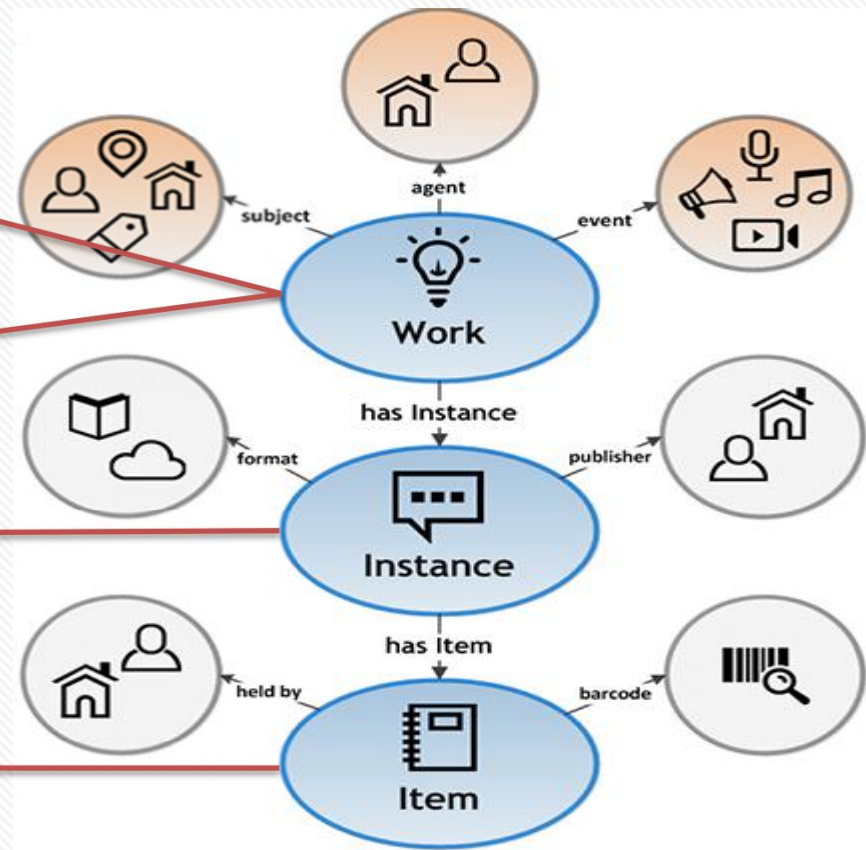 agent
subject
event
Work
has Instance
format
publisher
Instance
has Item
held by
barcode
Item